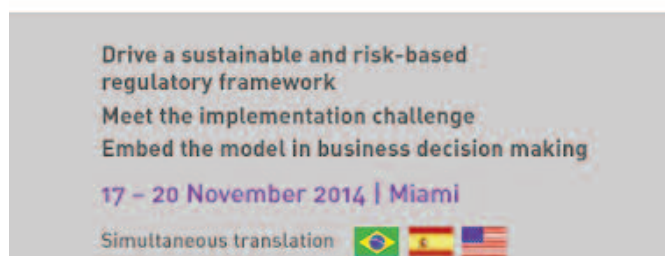 Drive a sustainable and risk-based
regulatory framework
Meet the implementation challenge
Embed the model in business decision making
17 – 20 November 2014 | Miami
Simultaneous translation